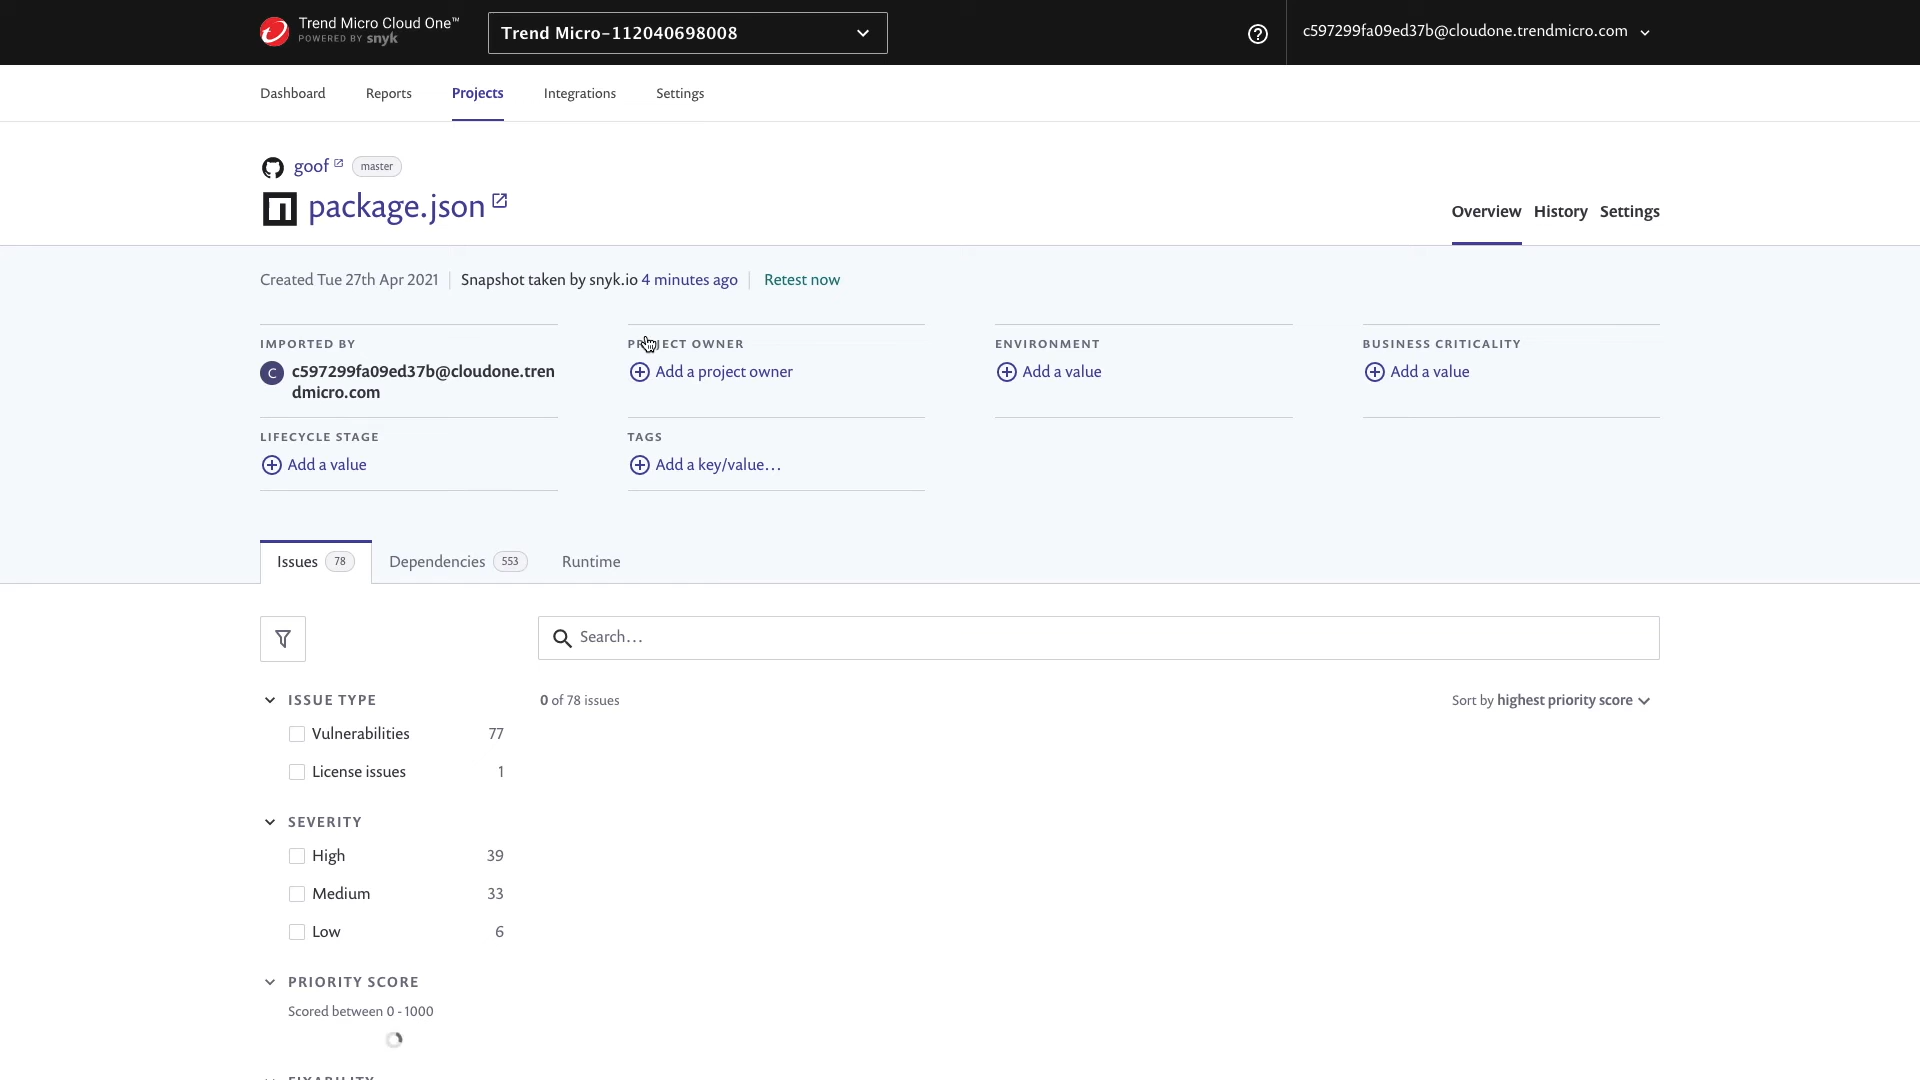 Trend Micro Cloud One™
POWERED BY snyk
Trend Micro-112040698008
c597299fa09ed37b@cloudone.trendmicro.com
Dashboard Reports Projects Integrations Settings
goof master
package.json
Overview History Settings
Created Tue 27th Apr 2021 Snapshot taken by snyk.io 4 minutes ago Retest now
IMPORTED BY
C c597299fa09ed37b@cloudone.tren
dmicro.com
PROJECT OWNER
Add a project owner
ENVIRONMENT
Add a value
BUSINESS CRITICALITY
Add a value
LIFECYCLE STAGE
Add a value
TAGS
Add a key/value…
Issues 78 Dependencies 553 Runtime
Search…
0 of 78 issues
Sort by highest priority score
ISSUE TYPE
Vulnerabilities 77
License issues 1
SEVERITY
High 39
Medium 33
Low 6
PRIORITY SCORE
Scored between 0 - 1000
FIXABILITY